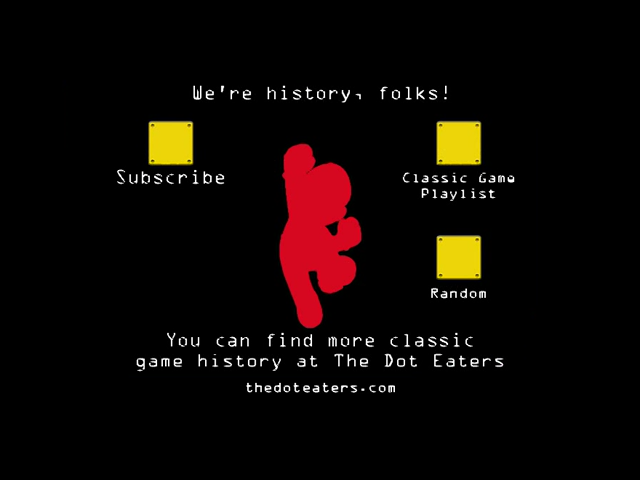 We're history, folks!
Subscribe
Classic Game
Playlist
Random
You can find more classic
game history at The Dot Eaters
thedoteaters.com